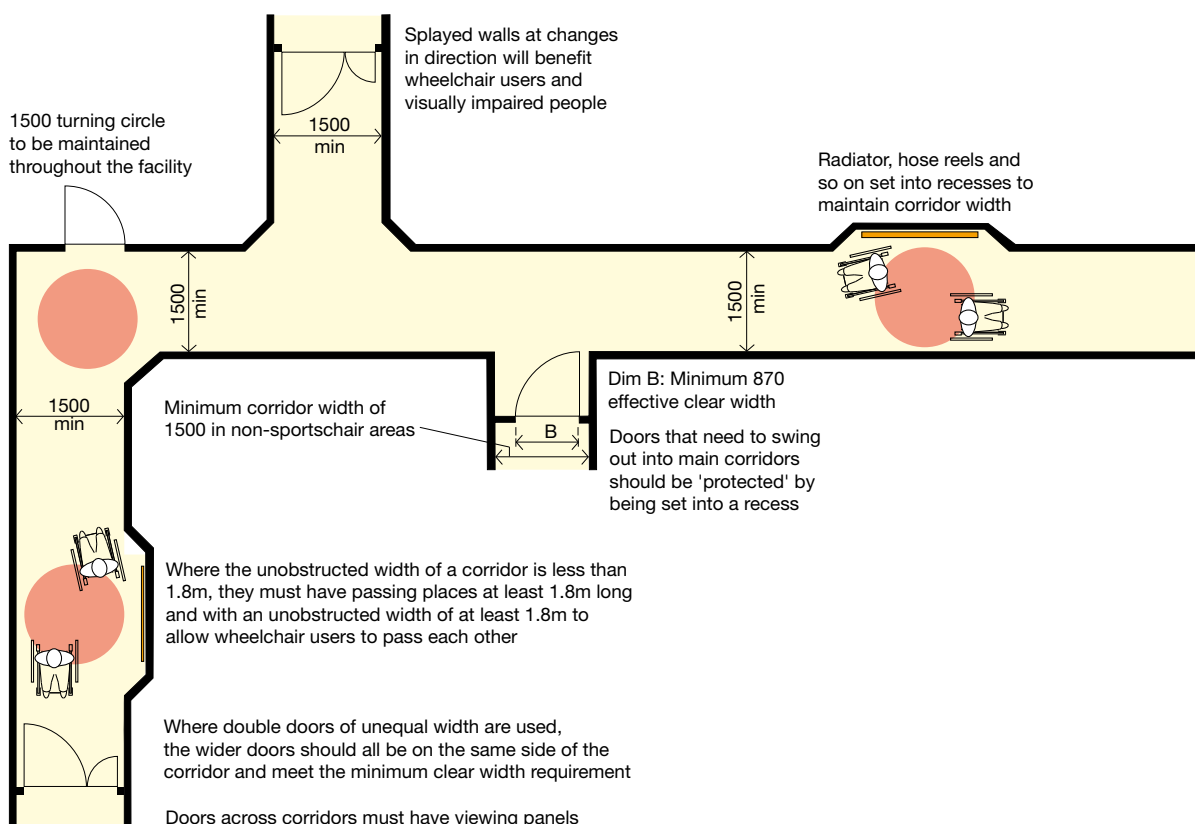 Splayed walls at changes
in direction will benefit
wheelchair users and
visually impaired people
1500 turning circle
to be maintained
throughout the facility
1500
min
Radiator, hose reels and
so on set into recesses to
maintain corridor width
1500
min
1500
min
1500
min
Minimum corridor width of
1500 in non-sportschair areas
B
Dim B: Minimum 870
effective clear width
Doors that need to swing
out into main corridors
should be 'protected' by
being set into a recess
Where the unobstructed width of a corridor is less than
1.8m, they must have passing places at least 1.8m long
and with an unobstructed width of at least 1.8m to
allow wheelchair users to pass each other
Where double doors of unequal width are used,
the wider doors should all be on the same side of the
corridor and meet the minimum clear width requirement
Doors across corridors must have viewing panels